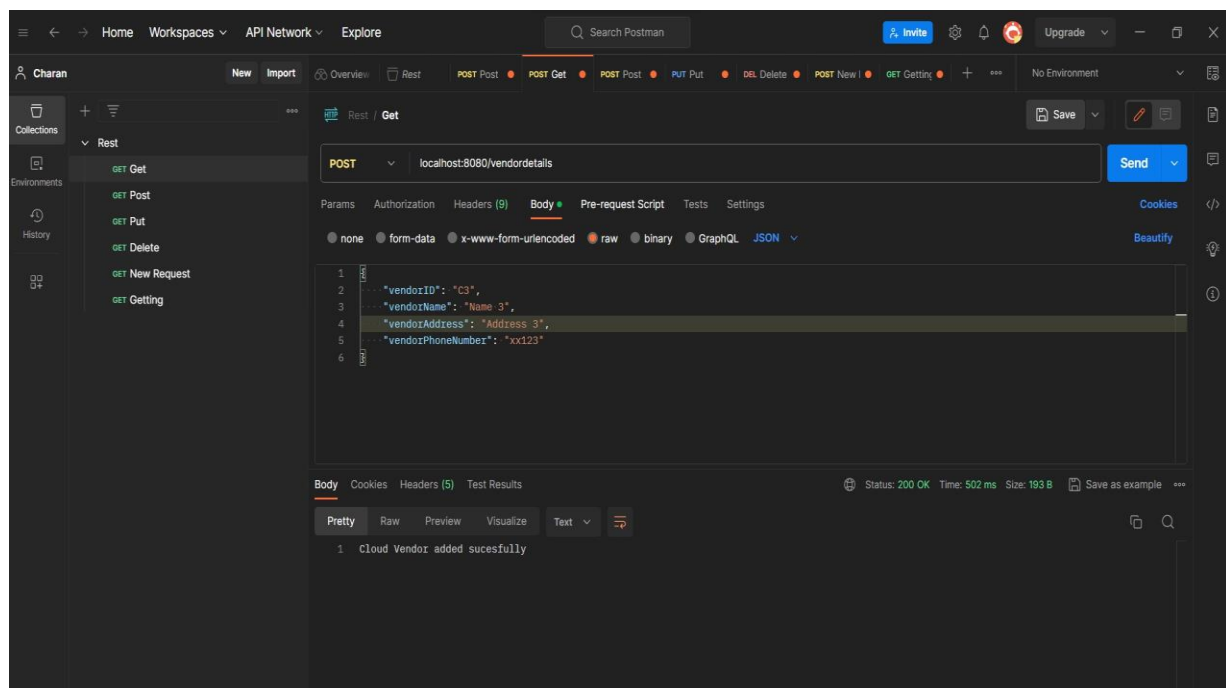 Home Workspaces API Network Explore Search Postman Invite Upgrade
Charan New Import Overview Rest POST Post POST Get POST Post PUT Put DEL Delete POST New I GET Getting No Environment
Collections
Environments
History
Rest
GET Get
GET Post
GET Put
GET Delete
GET New Request
GET Getting
HTTP Rest / Get Save
POST localhost:8080/vendordetails Send
Params Authorization Headers (9) Body Pre-request Script Tests Settings Cookies
none form-data x-www-form-urlencoded raw binary GraphQL JSON Beautify
1 {
2 "vendorID": "C3",
3 "vendorName": "Name 3",
4 "vendorAddress": "Address 3",
5 "vendorPhoneNumber": "xx123"
6 }
Body Cookies Headers (5) Test Results Status: 200 OK Time: 502 ms Size: 193 B Save as example
Pretty Raw Preview Visualize Text
1 Cloud Vendor added sucesfully